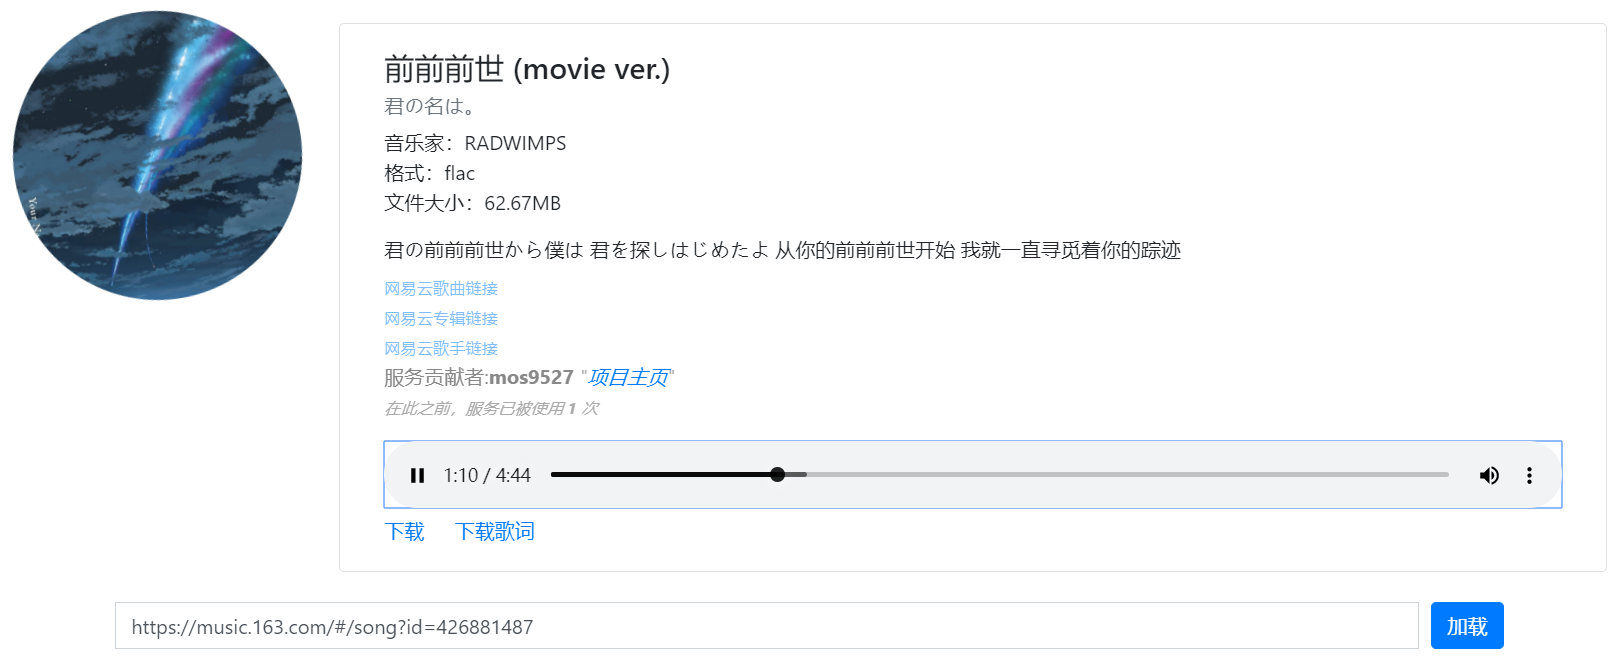 前前前世 (movie ver.)
君の名は。
音乐家：RADWIMPS
格式：flac
文件大小：62.67MB
君の前前前世から僕は 君を探しはじめたよ 从你的前前前世开始 我就一直寻觅着你的踪迹
网易云歌曲链接
网易云专辑链接
网易云歌手链接
服务贡献者:mos9527 "项目主页"
在此之前，服务已被使用 1 次
1:10 / 4:44
下载 下载歌词
https://music.163.com/#/song?id=426881487 加载